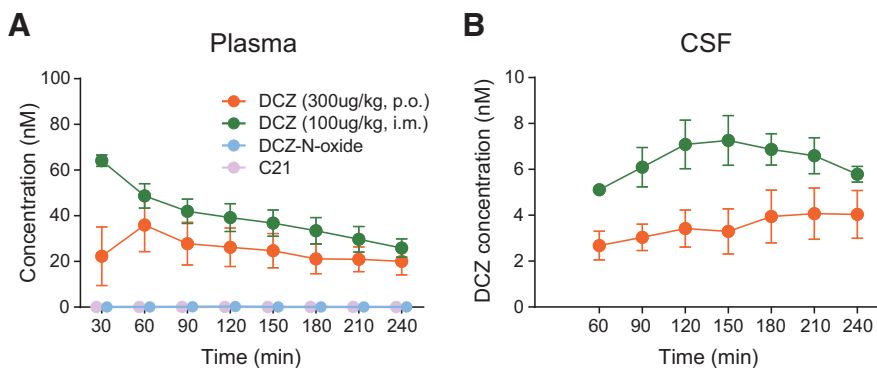 A
Plasma
Concentration (nM)
100
80
60
40
20
0
DCZ (300ug/kg, p.o.)
DCZ (100ug/kg, i.m.)
DCZ-N-oxide
C21
30 60 90 120 150 180 210 240
Time (min)
B
CSF
DCZ concentration (nM)
10
8
6
4
2
0
60 90 120 150 180 210 240
Time (min)